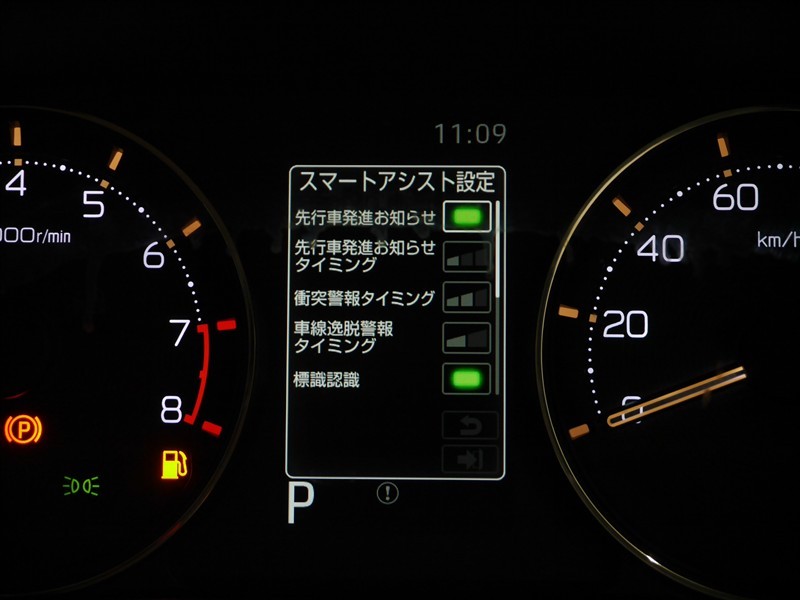 11:09
スマートアシスト設定
先行車発進お知らせ
先行車発進お知らせ
タイミング
衝突警報タイミング
車線逸脱警報
タイミング
標識認識
P
4
5
6
7
8
r/min
P
60
40
20
0
km/h